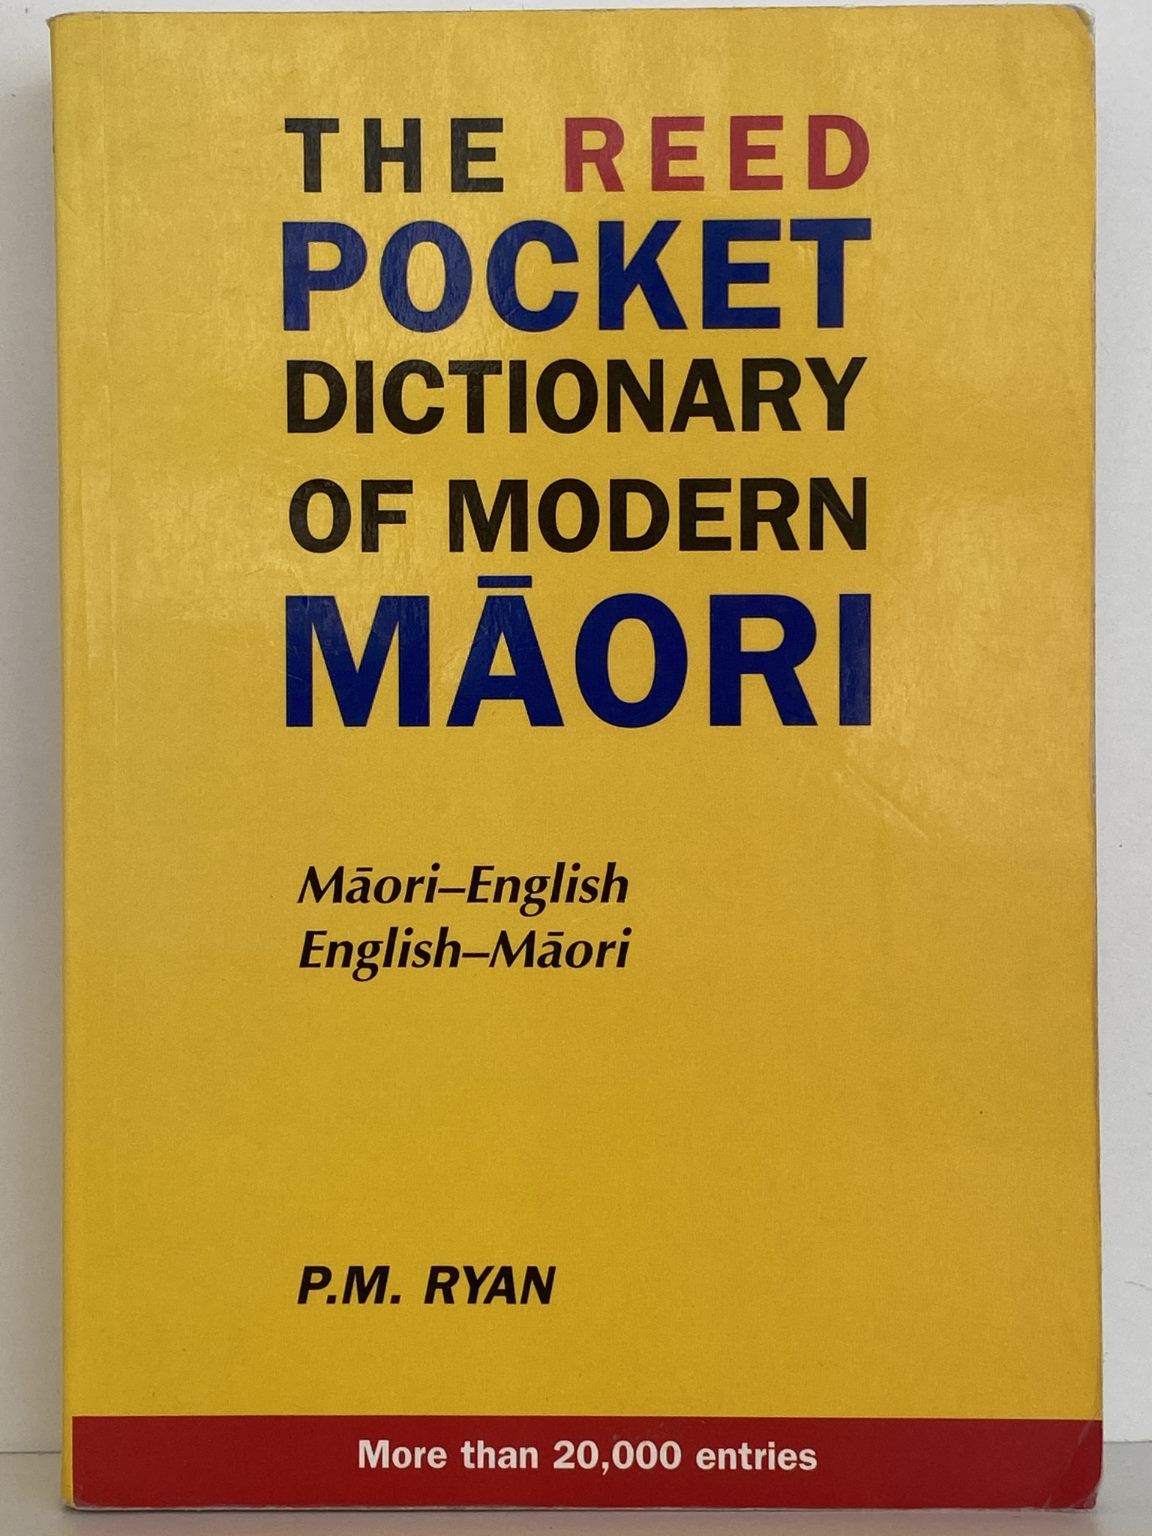 THE REED
POCKET
DICTIONARY
OF MODERN
MĀORI
Māori–English
English–Māori
P.M. RYAN
More than 20,000 entries